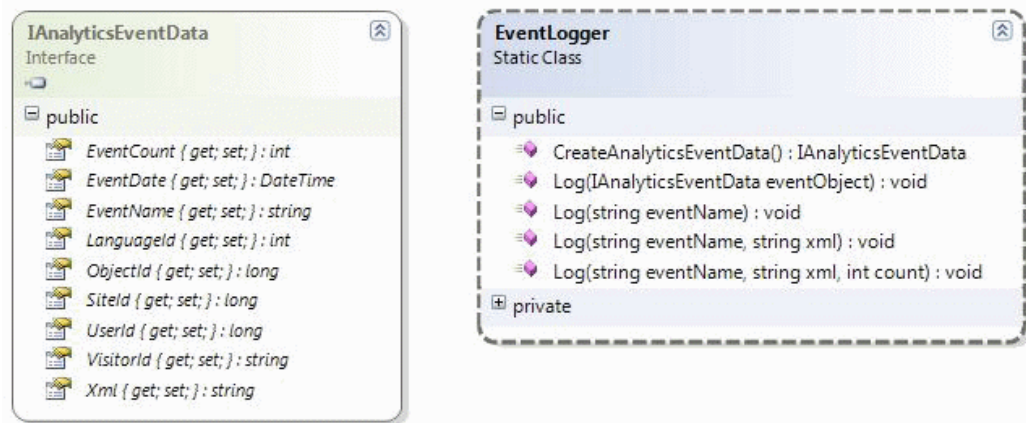 IAnalyticsEventData
Interface
public
EventCount { get; set; } : int
EventDate { get; set; } : DateTime
EventName { get; set; } : string
LanguageId { get; set; } : int
ObjectId { get; set; } : long
SiteId { get; set; } : long
UserId { get; set; } : long
VisitorId { get; set; } : string
Xml { get; set; } : string
EventLogger
Static Class
public
CreateAnalyticsEventData() : IAnalyticsEventData
Log(IAnalyticsEventData eventObject) : void
Log(string eventName) : void
Log(string eventName, string xml) : void
Log(string eventName, string xml, int count) : void
private